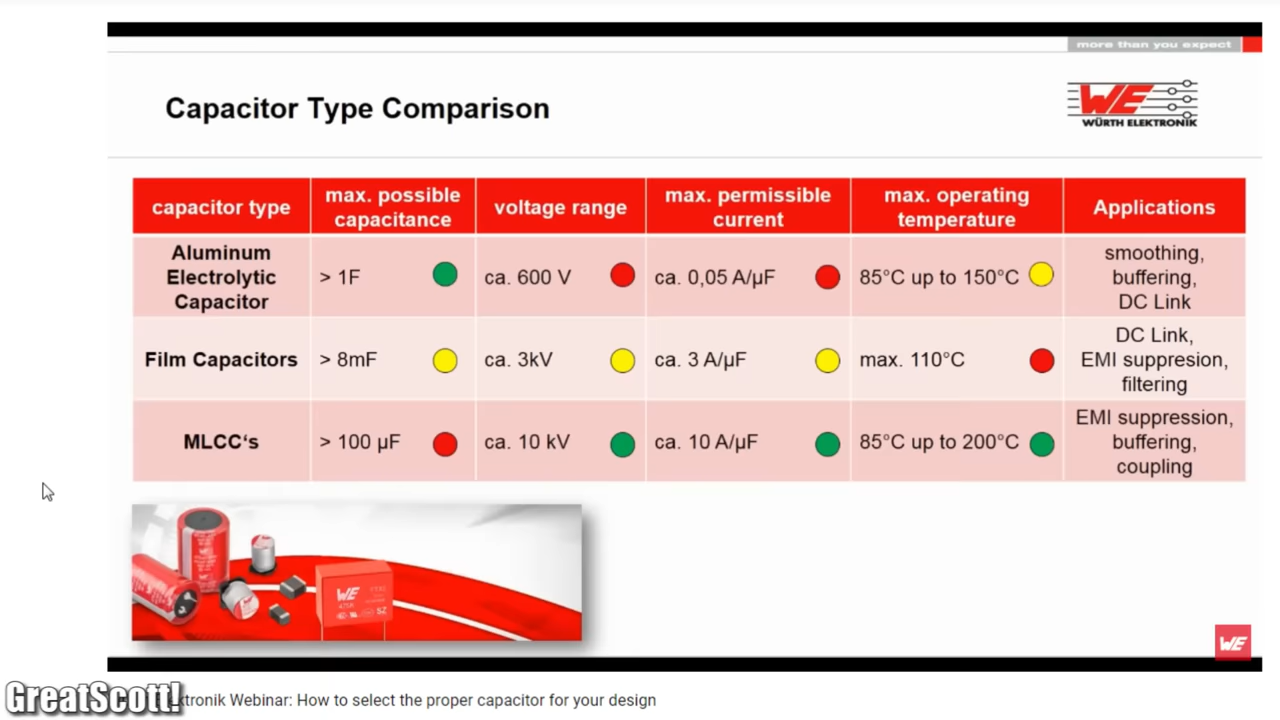 more than you expect
Capacitor Type Comparison
WE
WÜRTH ELEKTRONIK
capacitor type
max. possible
capacitance
voltage range
max. permissible
current
max. operating
temperature
Applications
Aluminum
Electrolytic
Capacitor
> 1F
ca. 600 V
ca. 0,05 A/µF
85°C up to 150°C
smoothing,
buffering,
DC Link
Film Capacitors
> 8mF
ca. 3kV
ca. 3 A/µF
max. 110°C
DC Link,
EMI suppresion,
filtering
MLCC‘s
> 100 µF
ca. 10 kV
ca. 10 A/µF
85°C up to 200°C
EMI suppression,
buffering,
coupling
WE
WE
GreatScott!
Webinar: How to select the proper capacitor for your design